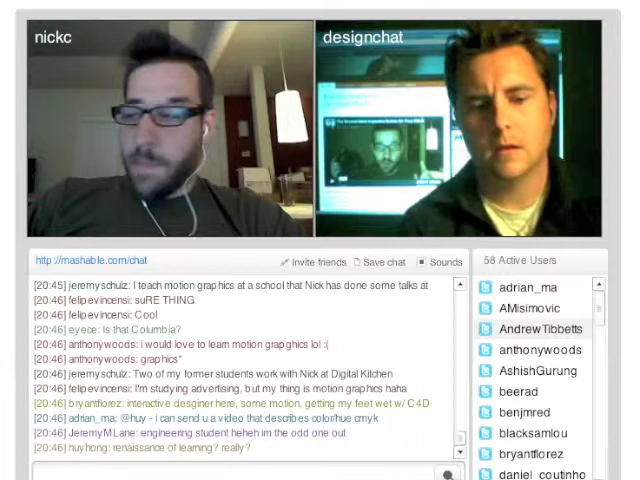 nickc
designchat
http://mashable.com/chat
Invite friends
Save chat
Sounds
58 Active Users
[20:45] jeremyschulz: I teach motion graphics at a school that Nick has done some talks at
[20:46] felipevincensi: suRE THING
[20:46] felipevincensi: Cool
[20:46] eyece: Is that Columbia?
[20:46] anthonywoods: i would love to learn motion grapghics lol :(
[20:46] anthonywoods: graphics*
[20:46] jeremyschulz: Two of my former students work with Nick at Digital Kitchen
[20:46] felipevincensi: I'm studying advertising, but my thing is motion graphics haha
[20:46] bryantflorez: interactive desginer here, some motion, getting my feet wet w/ C4D
[20:46] adrian_ma: @huy - i can send u a video that describes color/hue cmyk
[20:46] JeremyMLane: engineering student heheh im the odd one out
[20:46] huyhong: renaissance of learning? really?
adrian_ma
AMisimovic
AndrewTibbetts
anthonywoods
AshishGurung
beerad
benjmred
blacksamlou
bryantflorez
daniel_coutinho